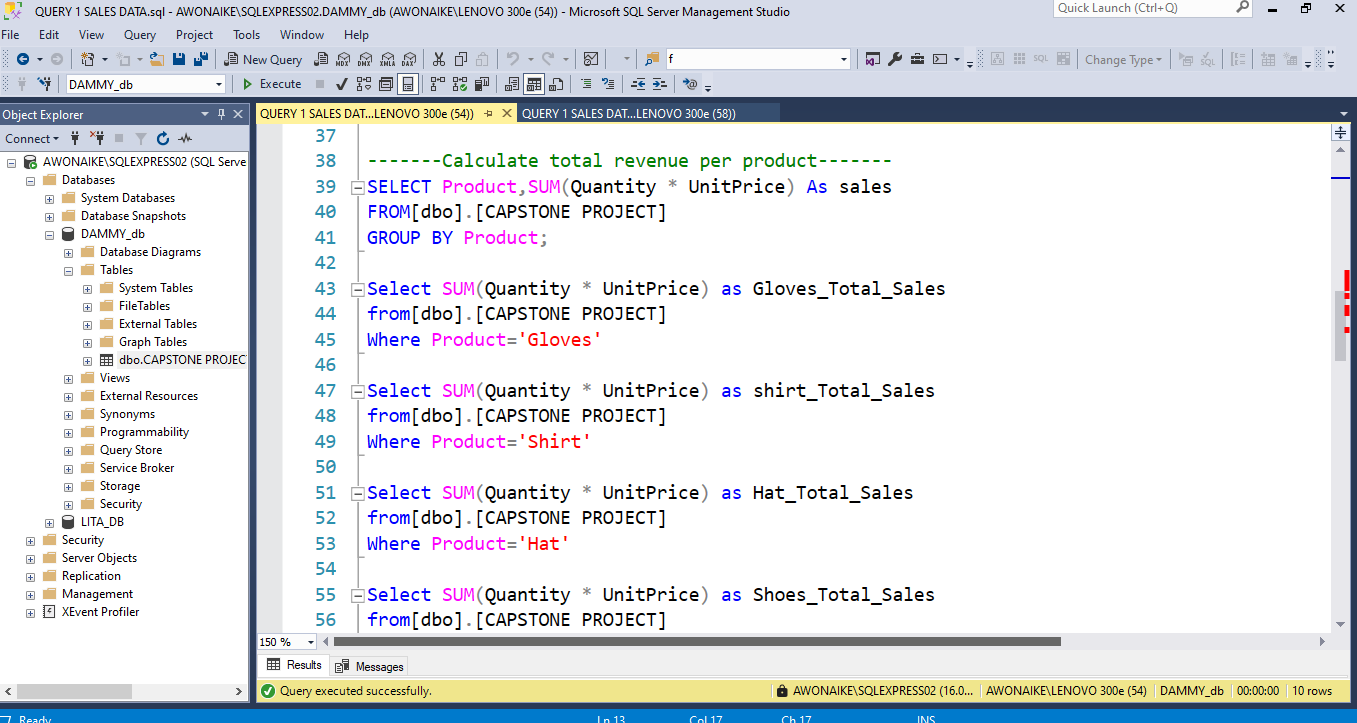 QUERY 1 SALES DATA.sql - AWONAIKE\SQLEXPRESS02.DAMMY_db (AWONAIKE\LENOVO 300e (54)) - Microsoft SQL Server Management Studio
Quick Launch (Ctrl+Q)
File Edit View Query Project Tools Window Help
New Query
MDX DMX XMLA DAX
f
SQL
Change Type
SQL
DAMMY_db
Execute
Object Explorer
QUERY 1 SALES DAT...LENOVO 300e (54))
QUERY 1 SALES DAT...LENOVO 300e (58))
Connect
AWONAIKE\SQLEXPRESS02 (SQL Serve
Databases
System Databases
Database Snapshots
DAMMY_db
Database Diagrams
Tables
System Tables
FileTables
External Tables
Graph Tables
dbo.CAPSTONE PROJEC
Views
External Resources
Synonyms
Programmability
Query Store
Service Broker
Storage
Security
LITA_DB
Security
Server Objects
Replication
Management
XEvent Profiler
37
38 -------Calculate total revenue per product-------
39 SELECT Product,SUM(Quantity * UnitPrice) As sales
40 FROM[dbo].[CAPSTONE PROJECT]
41 GROUP BY Product;
42
43 Select SUM(Quantity * UnitPrice) as Gloves_Total_Sales
44 from[dbo].[CAPSTONE PROJECT]
45 Where Product='Gloves'
46
47 Select SUM(Quantity * UnitPrice) as shirt_Total_Sales
48 from[dbo].[CAPSTONE PROJECT]
49 Where Product='Shirt'
50
51 Select SUM(Quantity * UnitPrice) as Hat_Total_Sales
52 from[dbo].[CAPSTONE PROJECT]
53 Where Product='Hat'
54
55 Select SUM(Quantity * UnitPrice) as Shoes_Total_Sales
56 from[dbo].[CAPSTONE PROJECT]
150 %
Results Messages
Query executed successfully.
AWONAIKE\SQLEXPRESS02 (16.0... AWONAIKE\LENOVO 300e (54) DAMMY_db 00:00:00 10 rows
Ready Ln 13 Col 17 Ch 17 INS